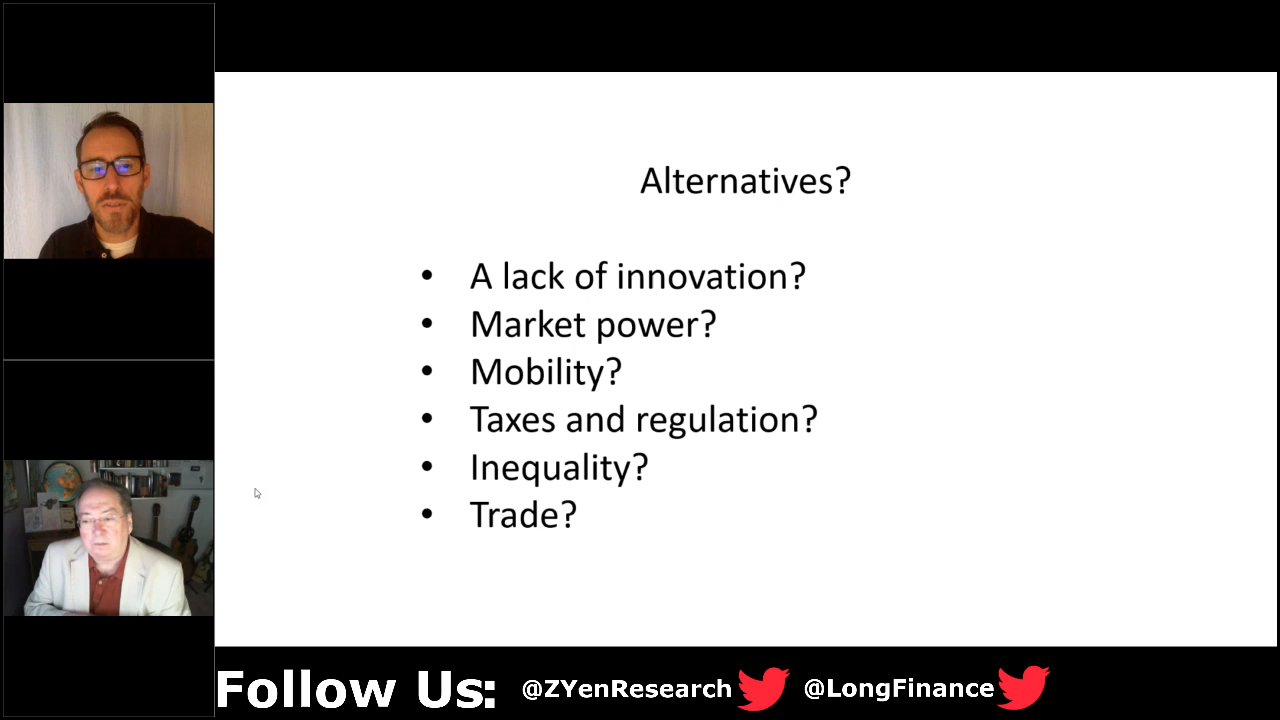 Alternatives?
• A lack of innovation?
• Market power?
• Mobility?
• Taxes and regulation?
• Inequality?
• Trade?
Follow Us: @ZYenResearch @LongFinance